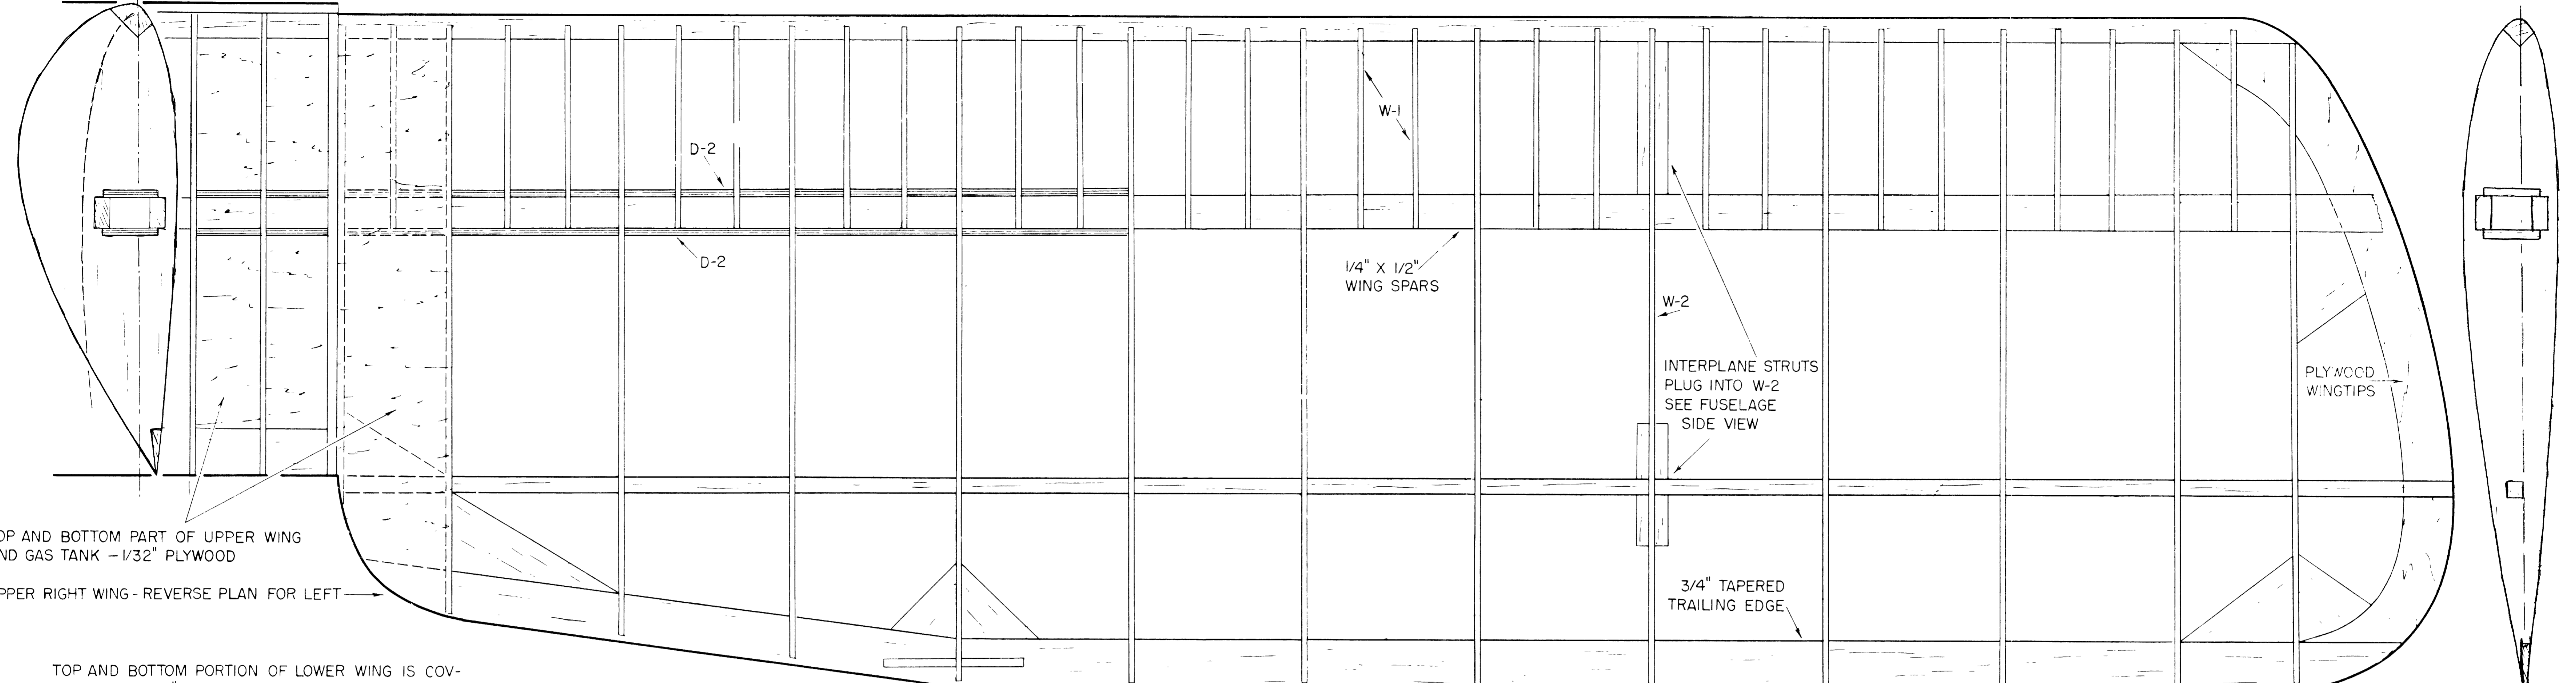 W-1
D-2
D-2
1/4" X 1/2"
WING SPARS
W-2
INTERPLANE STRUTS
PLUG INTO W-2
SEE FUSELAGE
SIDE VIEW
PLYWOOD
WINGTIPS
OP AND BOTTOM PART OF UPPER WING
ND GAS TANK - 1/32" PLYWOOD
PPER RIGHT WING - REVERSE PLAN FOR LEFT
3/4" TAPERED
TRAILING EDGE
TOP AND BOTTOM PORTION OF LOWER WING IS COV-